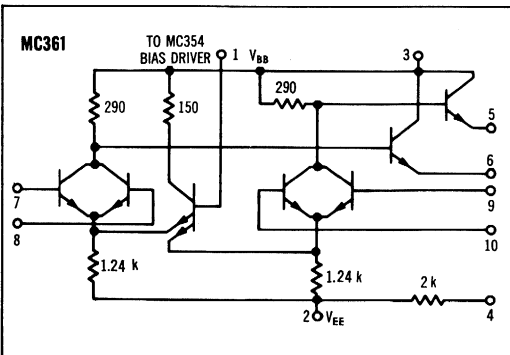 MC361
TO MC354
BIAS DRIVER
1 V_BB
3
290
150
290
5
6
7
9
8
10
1.24 k
1.24 k
2 k
2 V_EE
4